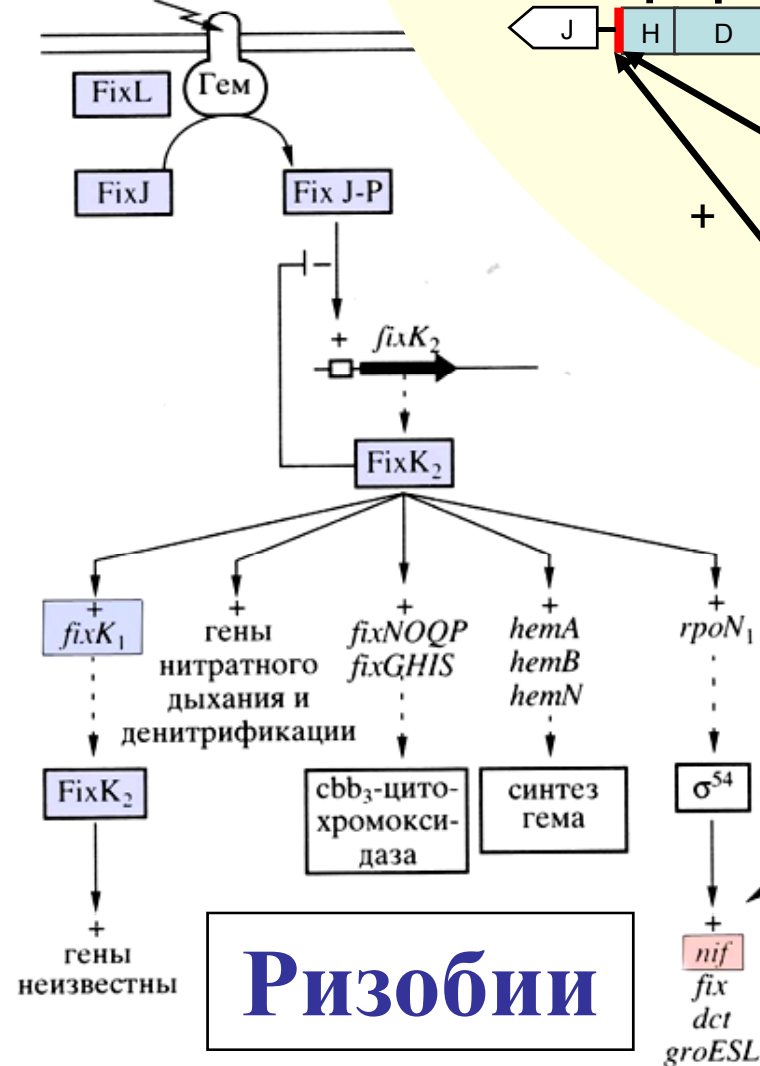 J H D
Гем
FixL
FixJ
Fix J-P
+
–
+ fixK₂
FixK₂
+ + + + +
fixK₁
гены
нитратного
дыхания и
денитрификации
fixNOQP
fixGHIS
hemA
hemB
hemN
rpoN₁
FixK₂
cbb₃-цито-
хромокси-
даза
синтез
гема
σ⁵⁴
+
гены
неизвестны
+
nif
fix
dct
groESL
Ризобии